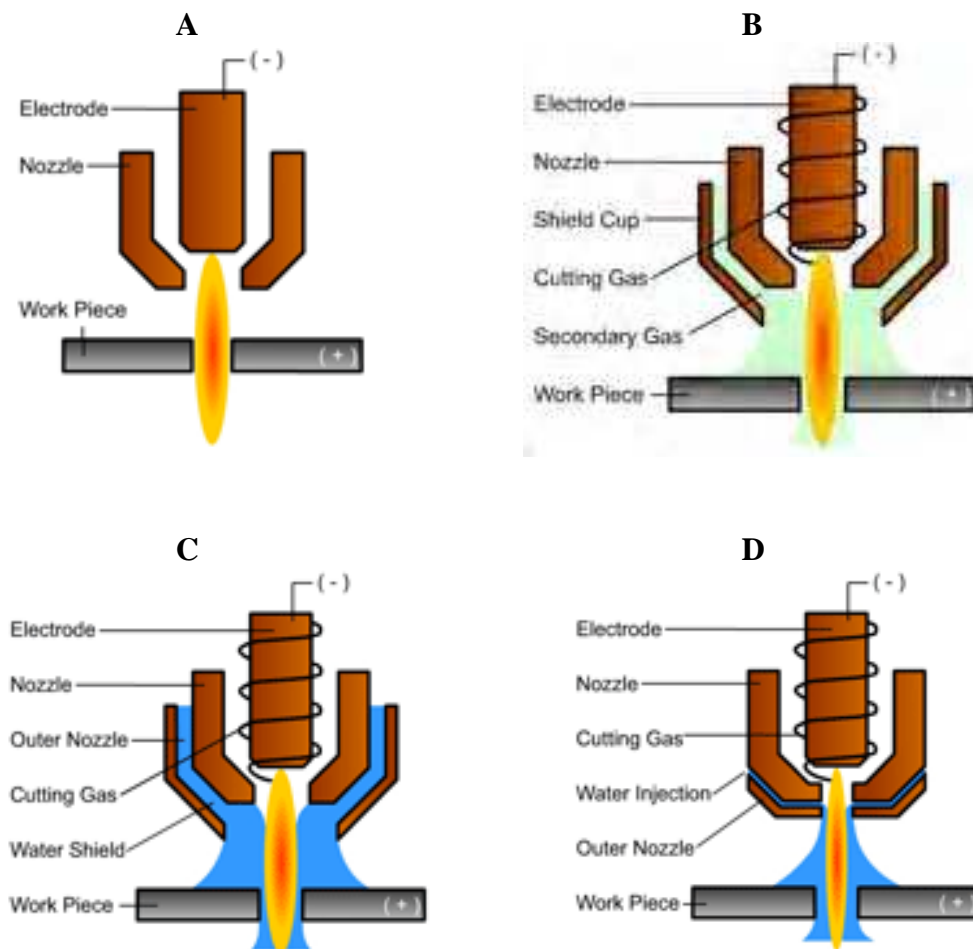 A
(-)
Electrode
Nozzle
Work Piece
(+)
B
(-)
Electrode
Nozzle
Shield Cup
Cutting Gas
Secondary Gas
Work Piece
(+)
C
(-)
Electrode
Nozzle
Outer Nozzle
Cutting Gas
Water Shield
Work Piece
(+)
D
(-)
Electrode
Nozzle
Cutting Gas
Water Injection
Outer Nozzle
Work Piece
(+)